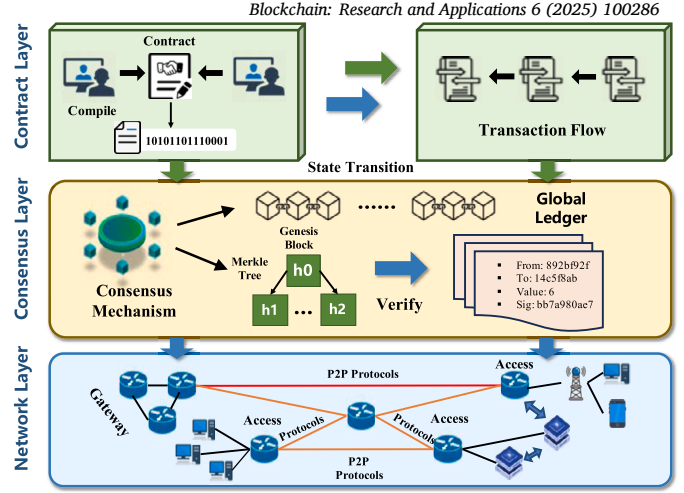 Blockchain: Research and Applications 6 (2025) 100286
Contract Layer
Contract
Compile
10101101110001
Transaction Flow
State Transition
Consensus Layer
Consensus
Mechanism
Genesis
Block
Merkle
Tree
h0
h1
...
h2
......
Verify
Global
Ledger
▪ From: 892bf92f
▪ To: 14c5f8ab
▪ Value: 6
▪ Sig: bb7a980ae7
Network Layer
Gateway
P2P Protocols
Access
Access
Protocols
Access
Protocols
P2P
Protocols